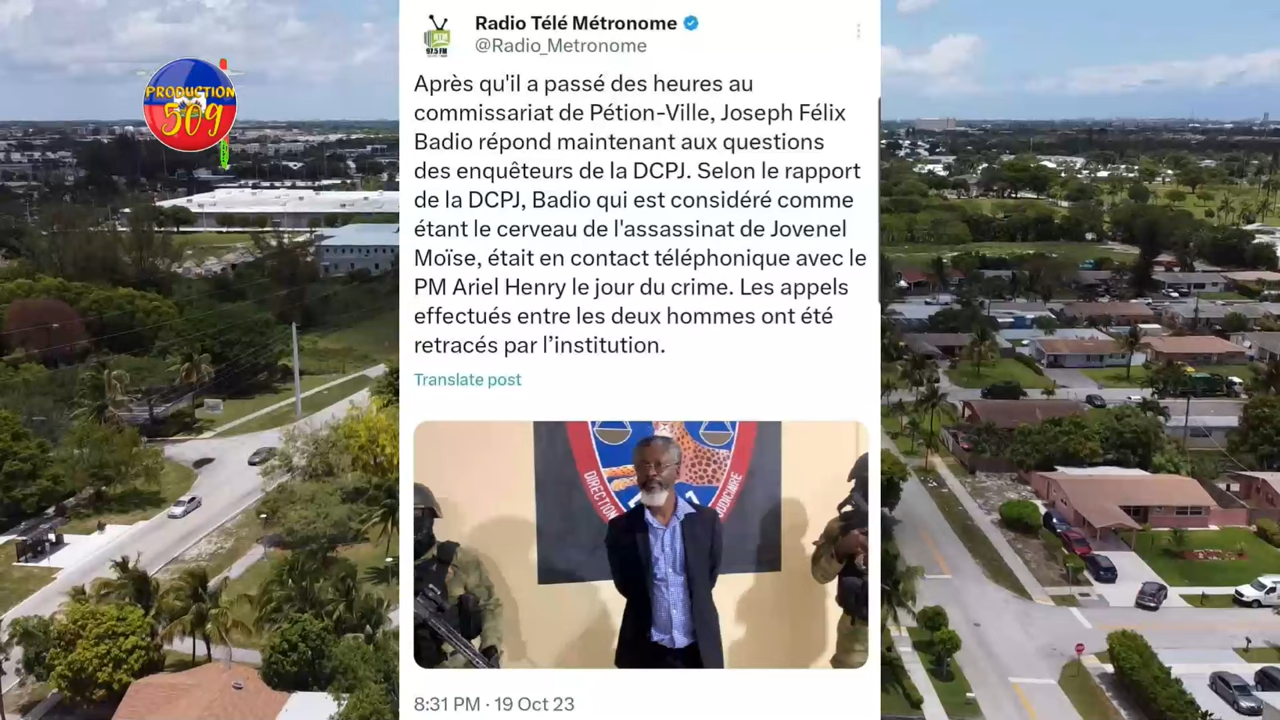 PRODUCTION
509
Radio Télé Métronome
@Radio_Metronome
97.5 FM
Après qu'il a passé des heures au
commissariat de Pétion-Ville, Joseph Félix
Badio répond maintenant aux questions
des enquêteurs de la DCPJ. Selon le rapport
de la DCPJ, Badio qui est considéré comme
étant le cerveau de l'assassinat de Jovenel
Moïse, était en contact téléphonique avec le
PM Ariel Henry le jour du crime. Les appels
effectués entre les deux hommes ont été
retracés par l’institution.
Translate post
DIRECTION
JUDICIAIRE
8:31 PM · 19 Oct 23